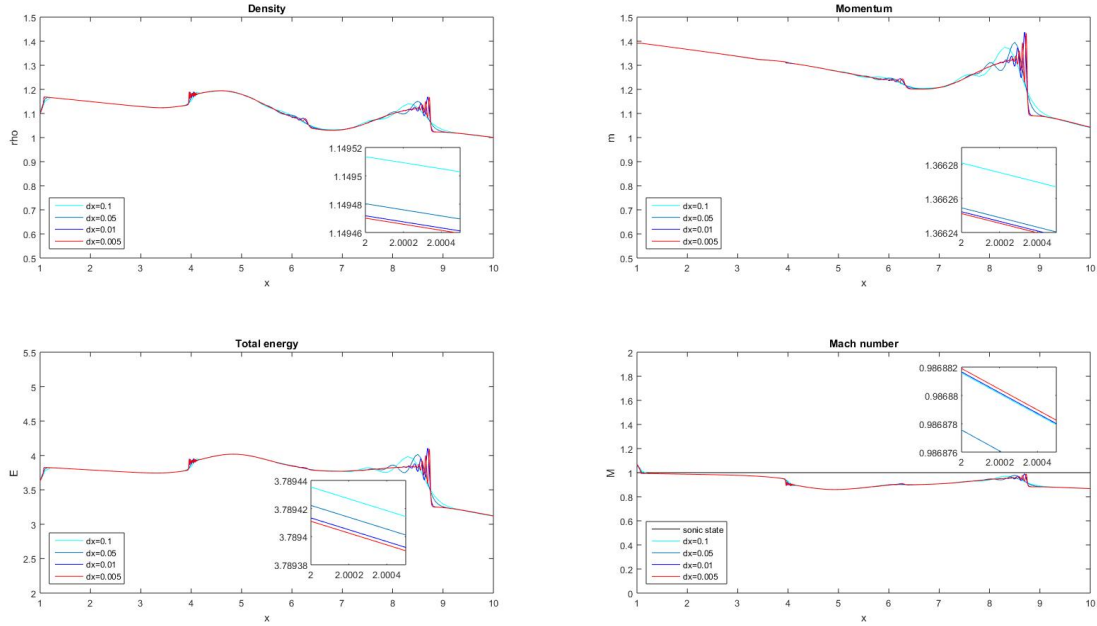 Density
1.5
1.4
1.3
1.2
1.1
1
0.9
0.8
0.7
0.6
0.5
rho
1.14952
1.1495
1.14948
1.14946
2 2.0002 2.0004
dx=0.1
dx=0.05
dx=0.01
dx=0.005
1 2 3 4 5 6 7 8 9 10
x
Momentum
1.5
1.4
1.3
1.2
1.1
1
0.9
0.8
0.7
0.6
0.5
m
1.36628
1.36626
1.36624
2 2.0002 2.0004
dx=0.1
dx=0.05
dx=0.01
dx=0.005
1 2 3 4 5 6 7 8 9 10
x
Total energy
5.5
5
4.5
4
3.5
3
2.5
2
E
3.78944
3.78942
3.7894
3.78938
2 2.0002 2.0004
dx=0.1
dx=0.05
dx=0.01
dx=0.005
1 2 3 4 5 6 7 8 9 10
x
Mach number
2
1.8
1.6
1.4
1.2
1
0.8
0.6
0.4
0.2
0
M
0.986882
0.98688
0.986878
0.986876
2 2.0002 2.0004
sonic state
dx=0.1
dx=0.05
dx=0.01
dx=0.005
1 2 3 4 5 6 7 8 9 10
x